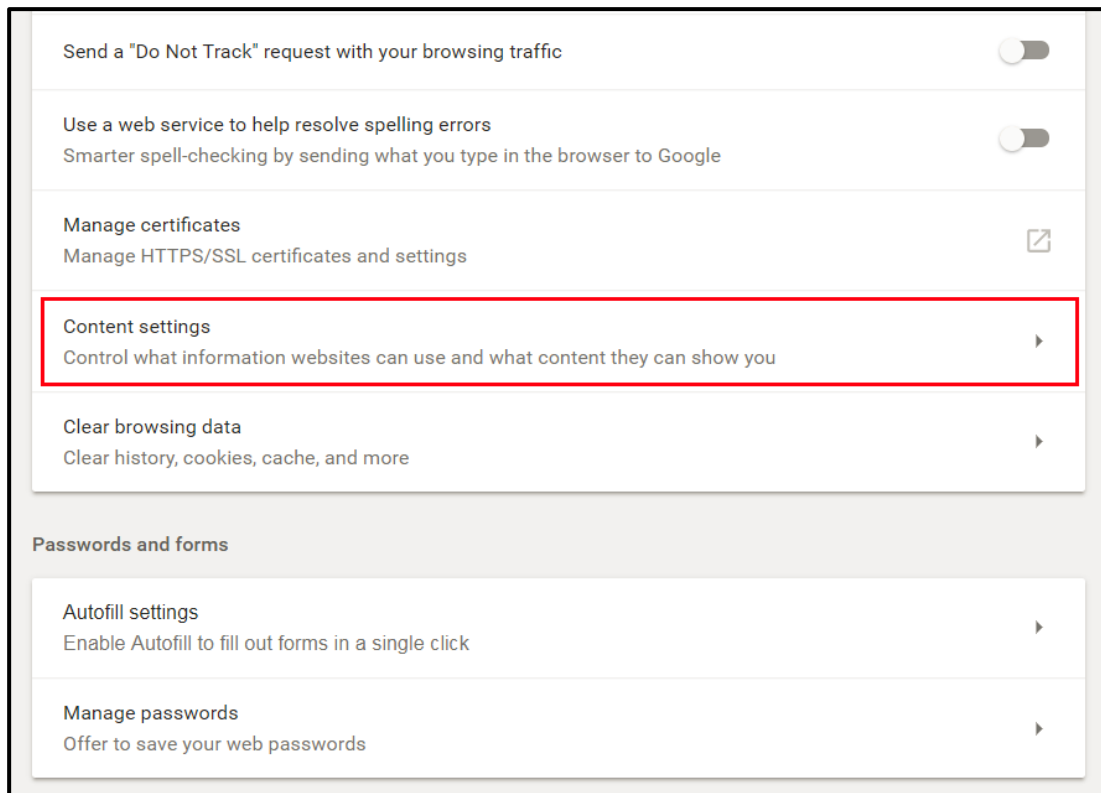 Send a "Do Not Track" request with your browsing traffic
Use a web service to help resolve spelling errors
Smarter spell-checking by sending what you type in the browser to Google
Manage certificates
Manage HTTPS/SSL certificates and settings
Content settings
Control what information websites can use and what content they can show you
Clear browsing data
Clear history, cookies, cache, and more
Passwords and forms
Autofill settings
Enable Autofill to fill out forms in a single click
Manage passwords
Offer to save your web passwords